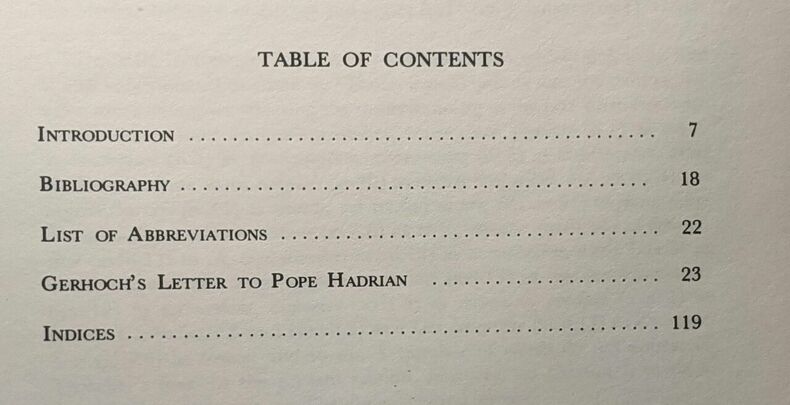 TABLE OF CONTENTS
INTRODUCTION ............................................ 7
BIBLIOGRAPHY ............................................ 18
LIST OF ABBREVIATIONS ................................... 22
GERHOCH'S LETTER TO POPE HADRIAN ..................... 23
INDICES ................................................. 119